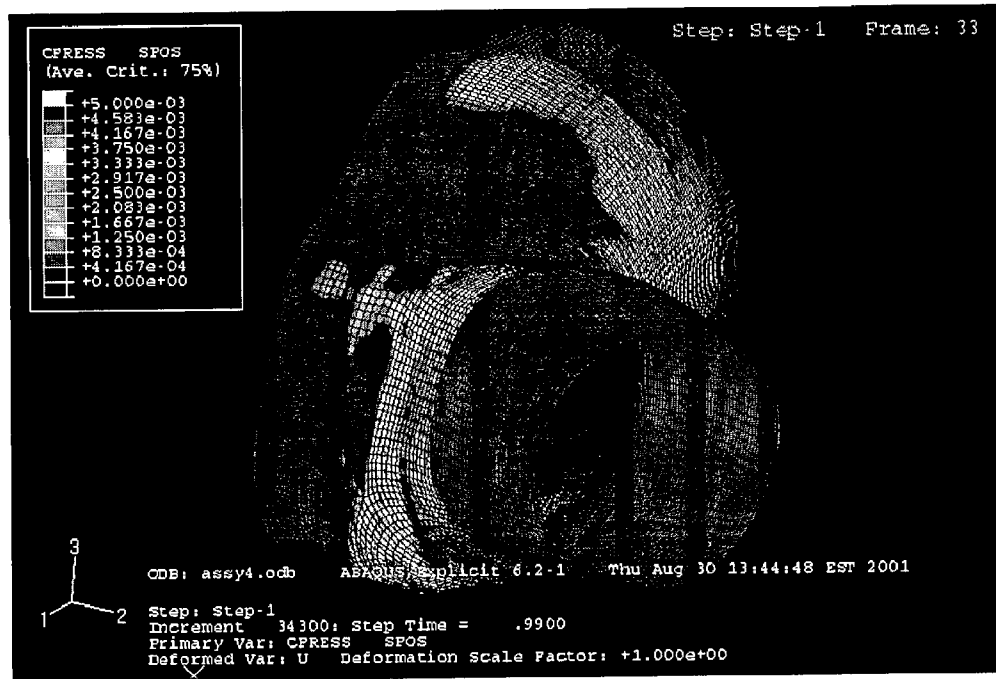 Step: Step-1 Frame: 33
CPRESS SPOS
(Ave. Crit.: 75%)
+5.000e-03
+4.583e-03
+4.167e-03
+3.750e-03
+3.333e-03
+2.917e-03
+2.500e-03
+2.083e-03
+1.667e-03
+1.250e-03
+8.333e-04
+4.167e-04
+0.000e+00
3
1 2
ODB: assy4.odb ABAQUS/Explicit 6.2-1 Thu Aug 30 13:44:48 EST 2001
Step: Step-1
Increment 34300: Step Time = .9900
Primary Var: CPRESS SPOS
Deformed Var: U Deformation Scale Factor: +1.000e+00